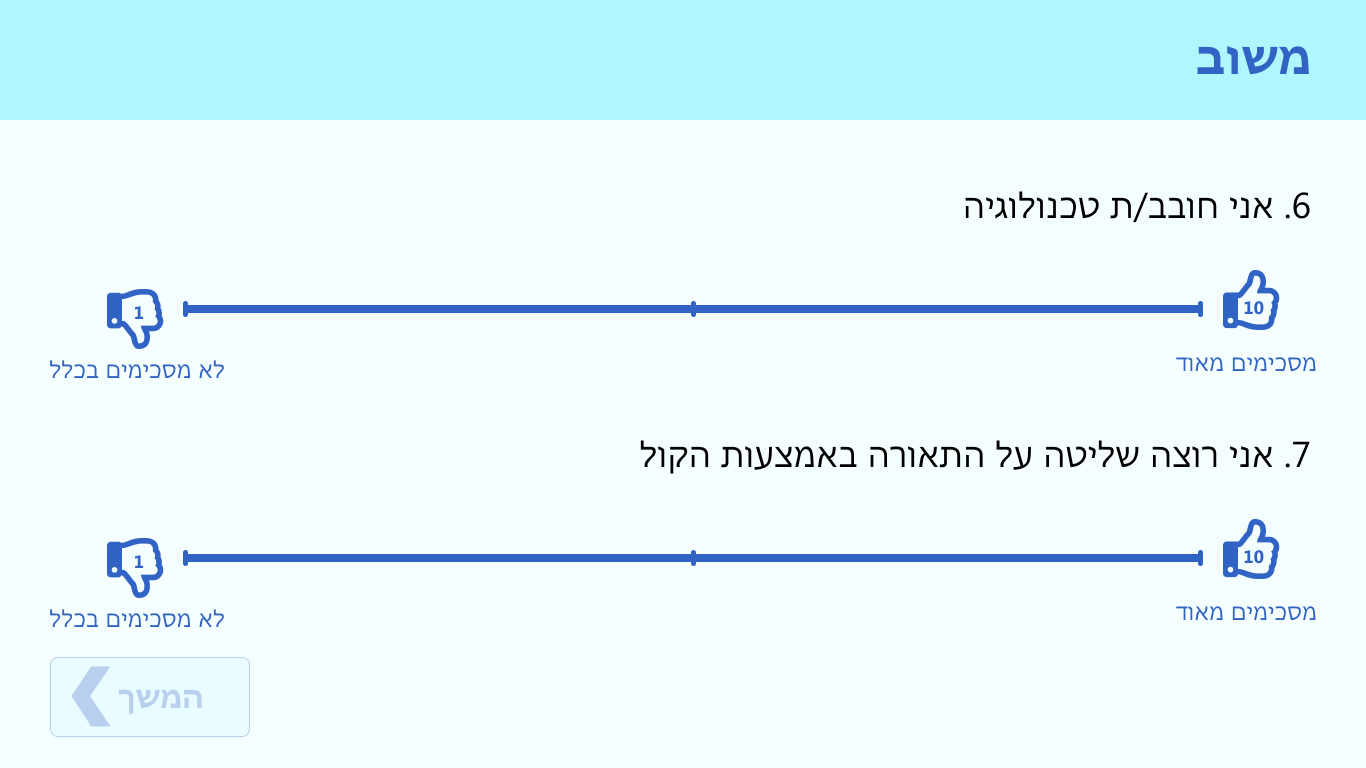 משוב
6. אני חובב/ת טכנולוגיה
10
1
מסכימים מאוד
לא מסכימים בכלל
7. אני רוצה שליטה על התאורה באמצעות הקול
10
1
מסכימים מאוד
לא מסכימים בכלל
המשך